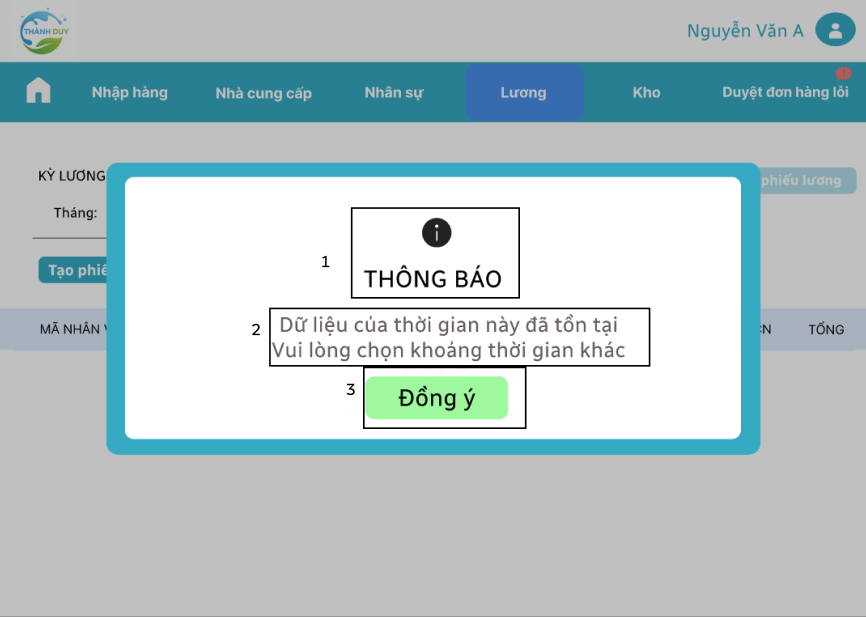 THÀNH DUY
Nguyễn Văn A
Nhập hàng
Nhà cung cấp
Nhân sự
Lương
Kho
Duyệt đơn hàng lỗi
KỲ LƯƠNG
phiếu lương
Tháng:
1
THÔNG BÁO
Tạo phiế
MÃ NHÂN
2
Dữ liệu của thời gian này đã tồn tại
Vui lòng chọn khoảng thời gian khác
CN
TỔNG
3
Đồng ý